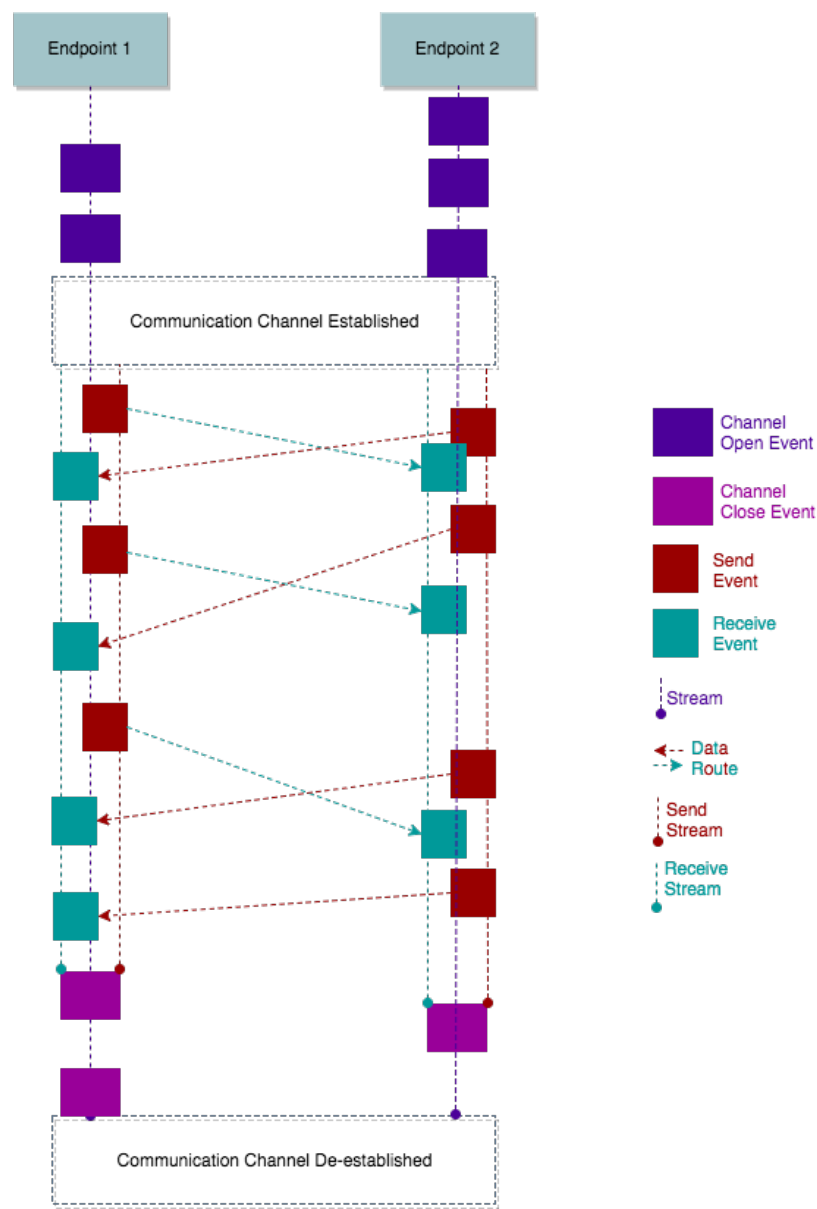 Endpoint 1
Endpoint 2
Communication Channel Established
Channel
Open Event
Channel
Close Event
Send
Event
Receive
Event
Stream
Data
Route
Send
Stream
Receive
Stream
Communication Channel De-established